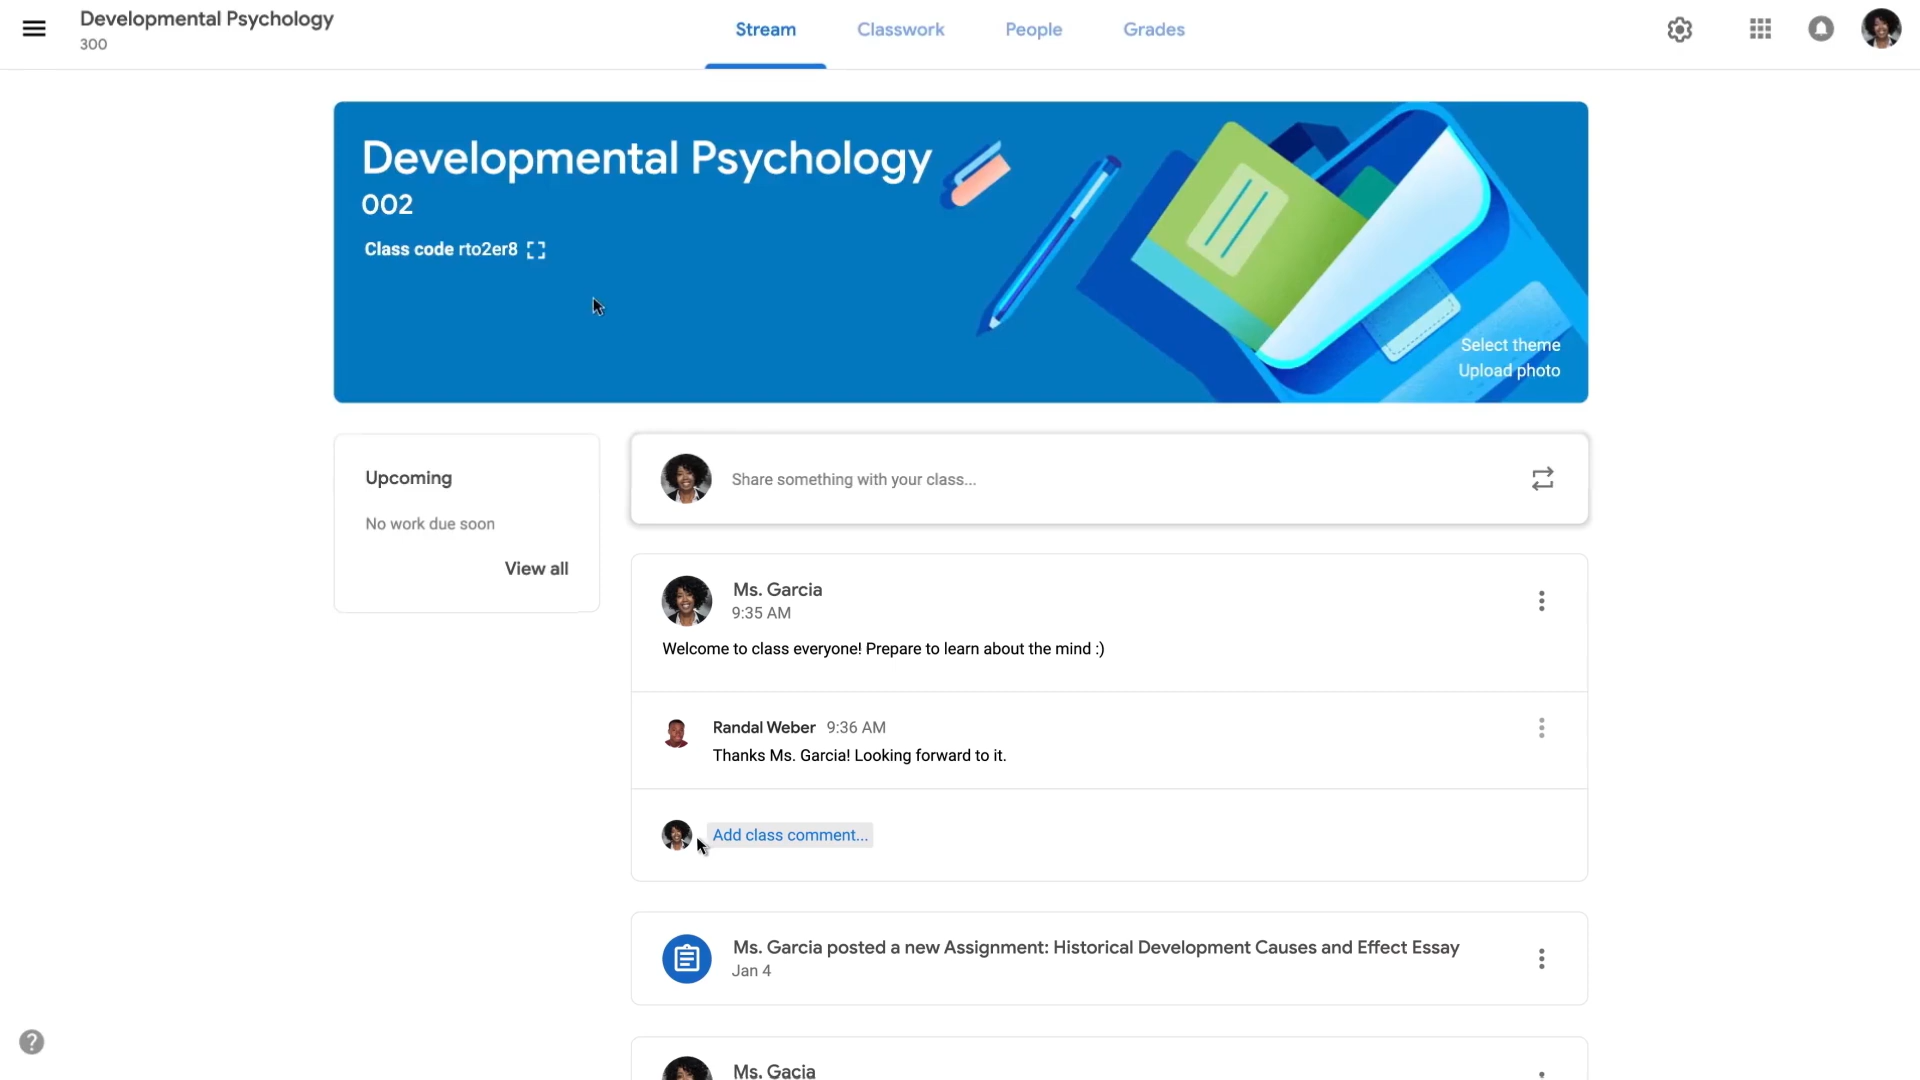 Developmental Psychology
300
Stream
Classwork
People
Grades
Developmental Psychology
002
Class code rto2er8
Select theme
Upload photo
Upcoming
No work due soon
View all
Share something with your class...
Ms. Garcia
9:35 AM
Welcome to class everyone! Prepare to learn about the mind :)
Randal Weber 9:36 AM
Thanks Ms. Garcia! Looking forward to it.
Add class comment...
Ms. Garcia posted a new Assignment: Historical Development Causes and Effect Essay
Jan 4
Ms. Gacia
?